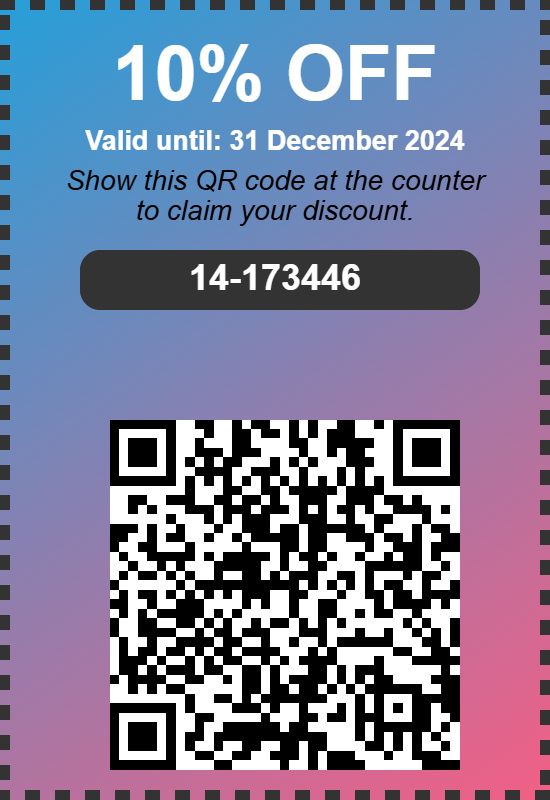 10% OFF
Valid until: 31 December 2024
Show this QR code at the counter
to claim your discount.
14-173446